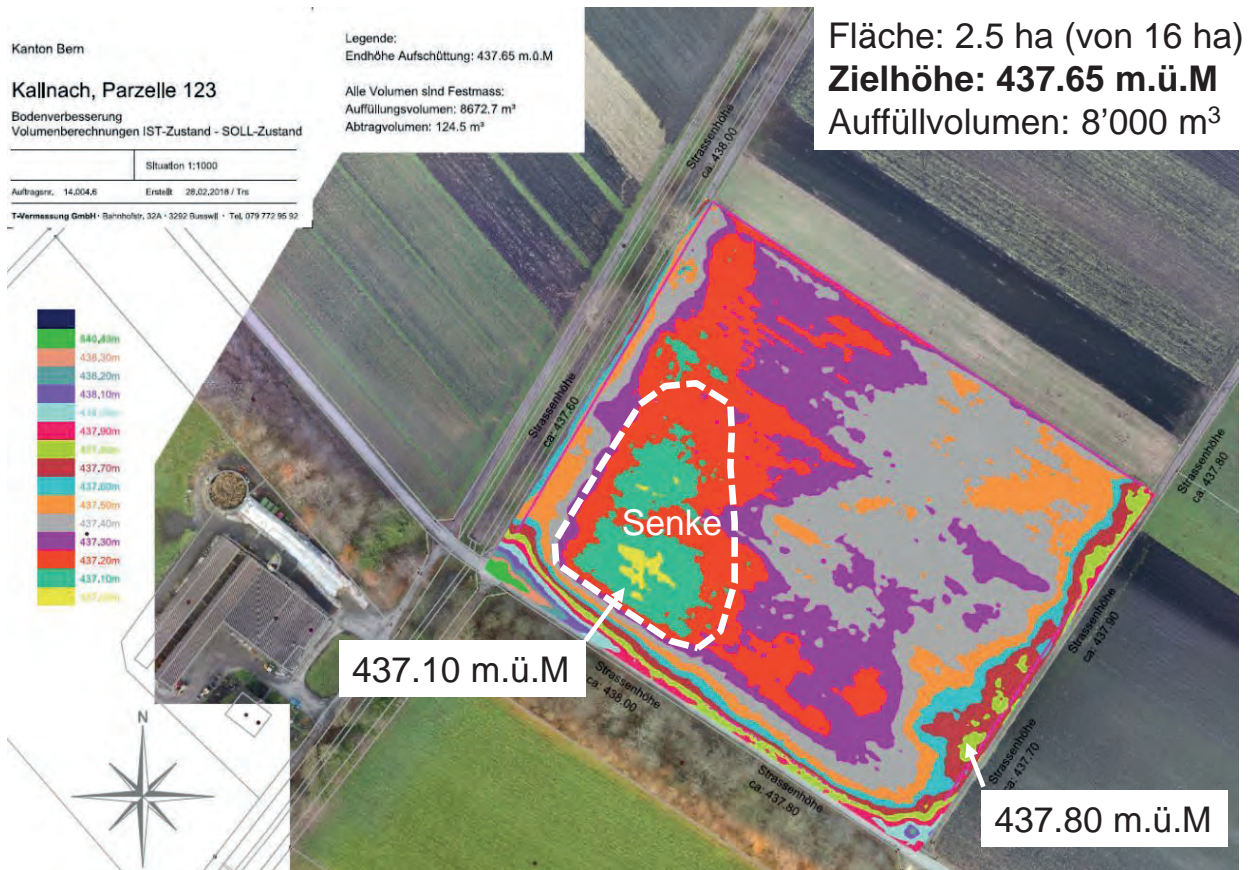 Kanton Bern
Kallnach, Parzelle 123
Bodenverbesserung
Volumenberechnungen IST-Zustand - SOLL-Zustand
Situation 1:1000
Auftragsnr. 14.004.6 Erstellt 28.02.2018 / Trs
T-Vermessung GmbH · Bahnhofstr. 32A · 3292 Busswil · Tel. 079 772 95 92
Legende:
Endhöhe Aufschüttung: 437.65 m.ü.M
Alle Volumen sind Festmass:
Auffüllungsvolumen: 8672.7 m³
Abtragvolumen: 124.5 m³
Fläche: 2.5 ha (von 16 ha)
Zielhöhe: 437.65 m.ü.M
Auffüllvolumen: 8'000 m³
438.30m
438.20m
438.10m
437.90m
437.70m
437.60m
437.50m
437.40m
437.30m
437.20m
437.10m
Strassenhöhe
ca: 438.00
Strassenhöhe
ca: 437.60
Strassenhöhe
ca: 437.80
Senke
437.10 m.ü.M
Strassenhöhe
ca: 438.00
Strassenhöhe
ca: 437.90
Strassenhöhe
ca: 437.70
Strassenhöhe
ca: 437.80
437.80 m.ü.M
N